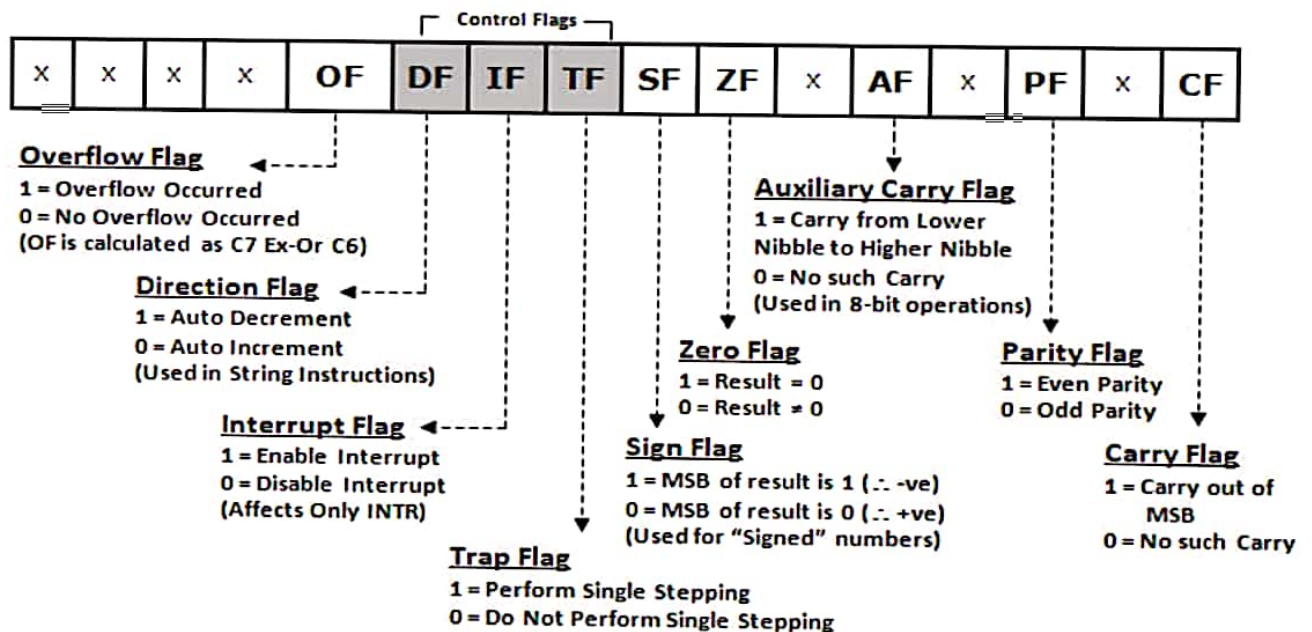 Control Flags
x x x x OF DF IF TF SF ZF x AF x PF x CF
Overflow Flag
1 = Overflow Occurred
0 = No Overflow Occurred
(OF is calculated as C7 Ex-Or C6)
Direction Flag
1 = Auto Decrement
0 = Auto Increment
(Used in String Instructions)
Interrupt Flag
1 = Enable Interrupt
0 = Disable Interrupt
(Affects Only INTR)
Trap Flag
1 = Perform Single Stepping
0 = Do Not Perform Single Stepping
Sign Flag
1 = MSB of result is 1 (∴ -ve)
0 = MSB of result is 0 (∴ +ve)
(Used for “Signed” numbers)
Zero Flag
1 = Result = 0
0 = Result ≠ 0
Auxiliary Carry Flag
1 = Carry from Lower
Nibble to Higher Nibble
0 = No such Carry
(Used in 8-bit operations)
Parity Flag
1 = Even Parity
0 = Odd Parity
Carry Flag
1 = Carry out of
MSB
0 = No such Carry